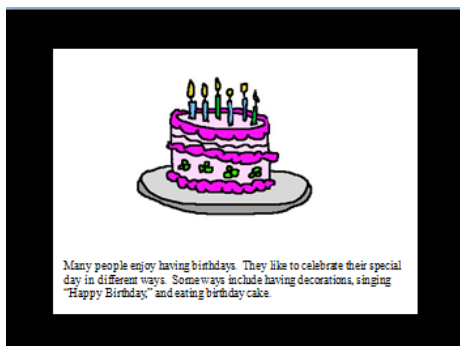 Many people enjoy having birthdays. They like to celebrate their special
day in different ways. Some ways include having decorations, singing
“Happy Birthday,” and eating birthday cake.